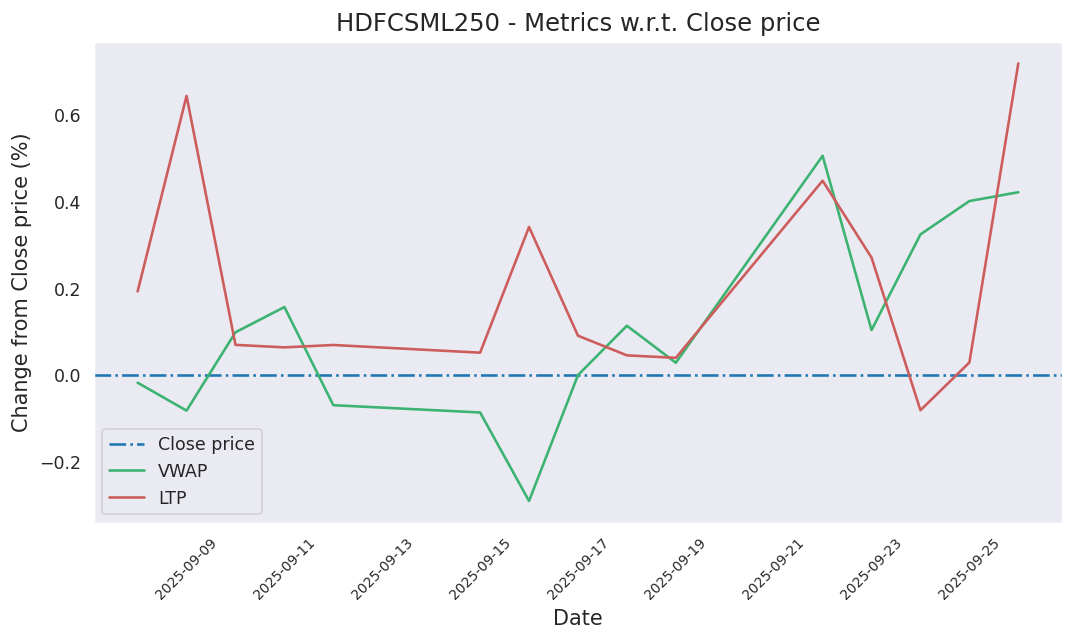 HDFCSML250 - Metrics w.r.t. Close price
Change from Close price (%)
0.6
0.4
0.2
0.0
−0.2
Close price
VWAP
LTP
2025-09-09
2025-09-11
2025-09-13
2025-09-15
2025-09-17
2025-09-19
2025-09-21
2025-09-23
2025-09-25
Date